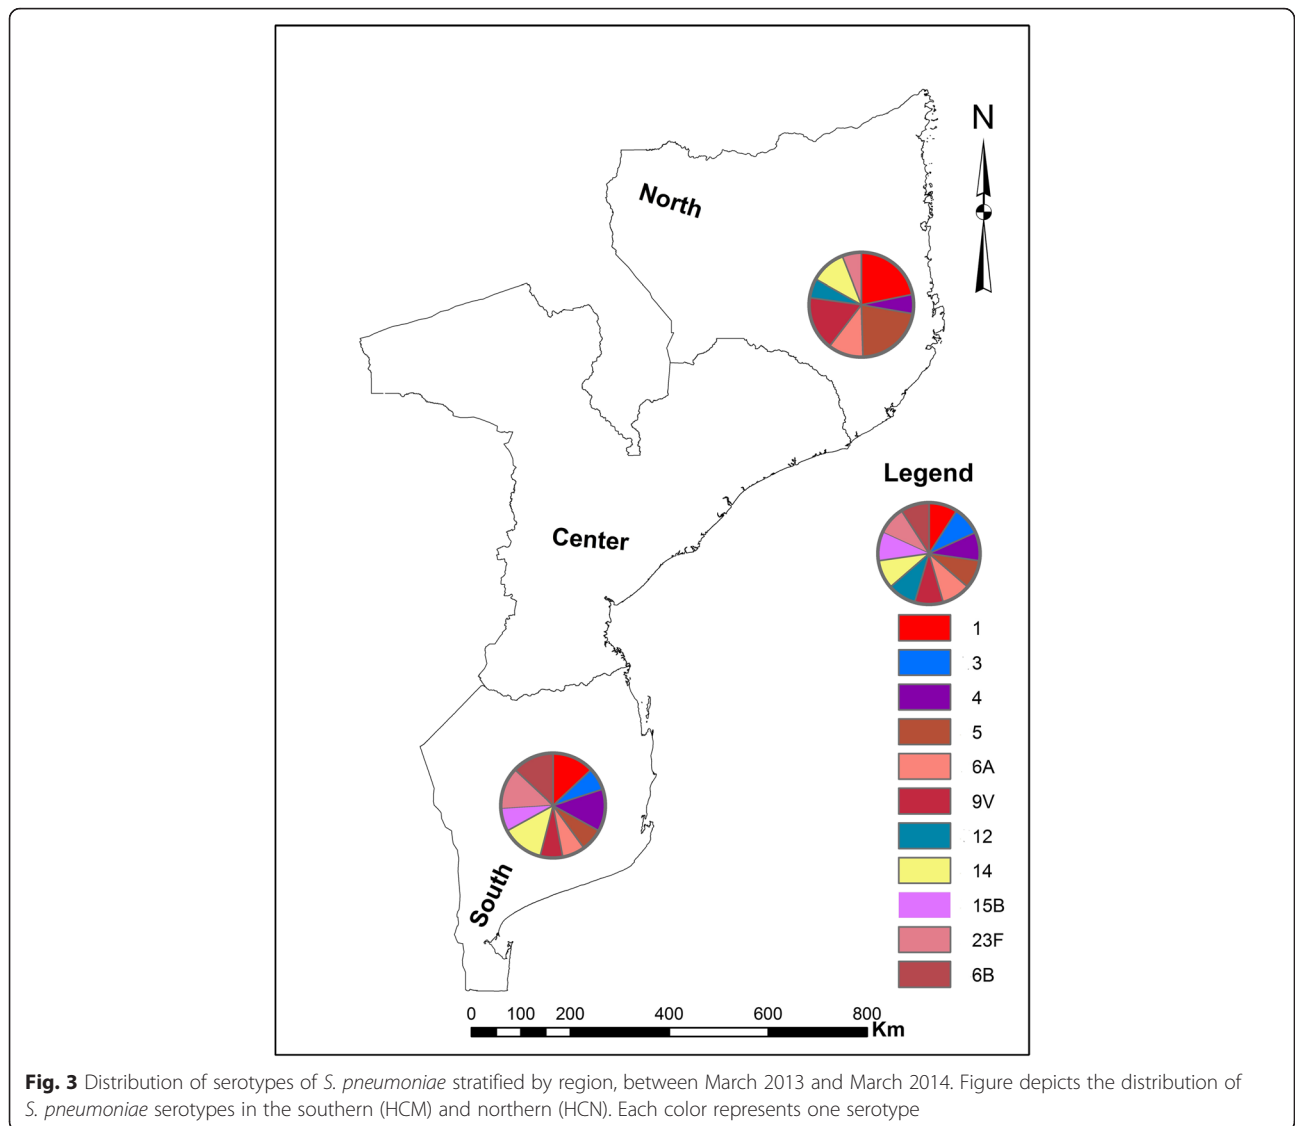 N
North
Center
South
Legend
1
3
4
5
6A
9V
12
14
15B
23F
6B
0 100 200 400 600 800
Km
Fig. 3 Distribution of serotypes of S. pneumoniae stratified by region, between March 2013 and March 2014. Figure depicts the distribution of
S. pneumoniae serotypes in the southern (HCM) and northern (HCN). Each color represents one serotype